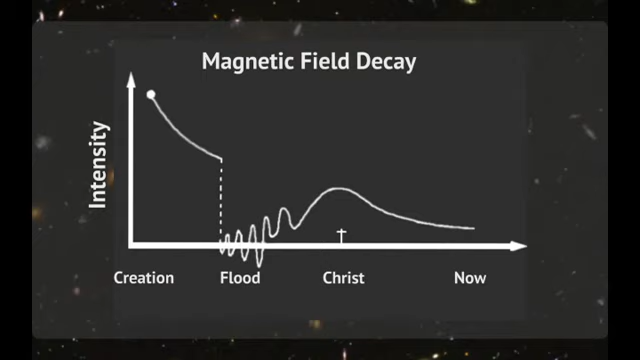 Magnetic Field Decay
Intensity
Creation
Flood
Christ
Now